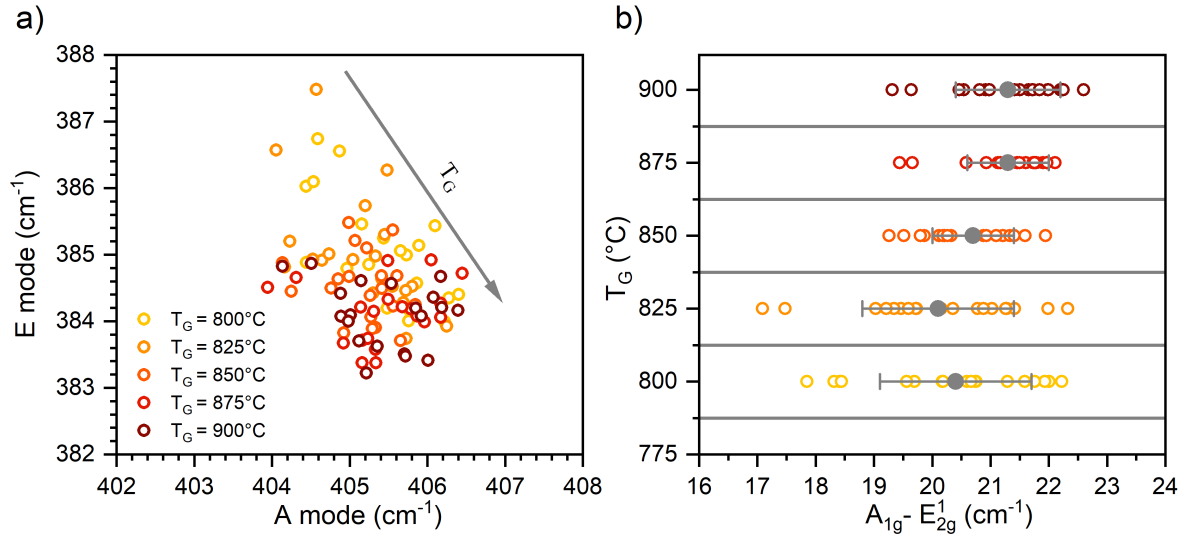 a)
388
387
386
385
384
383
382
E mode (cm⁻¹)
T_G
T_G = 800°C
T_G = 825°C
T_G = 850°C
T_G = 875°C
T_G = 900°C
402 403 404 405 406 407 408
A mode (cm⁻¹)
b)
900
875
850
825
800
775
T_G (°C)
16 17 18 19 20 21 22 23 24
A₁g- E¹₂g (cm⁻¹)